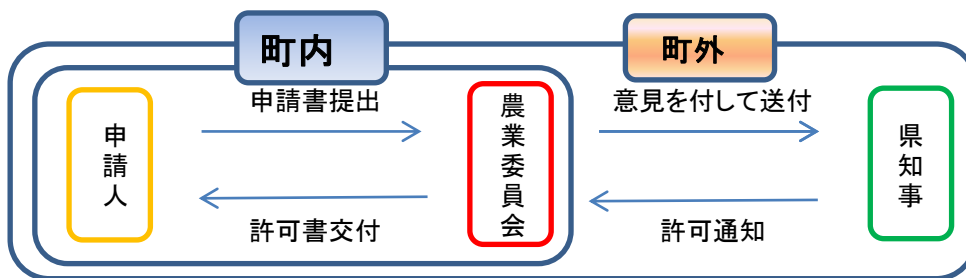 町内
町外
申請書提出
意見を付して送付
申請人
農業委員会
県知事
許可書交付
許可通知